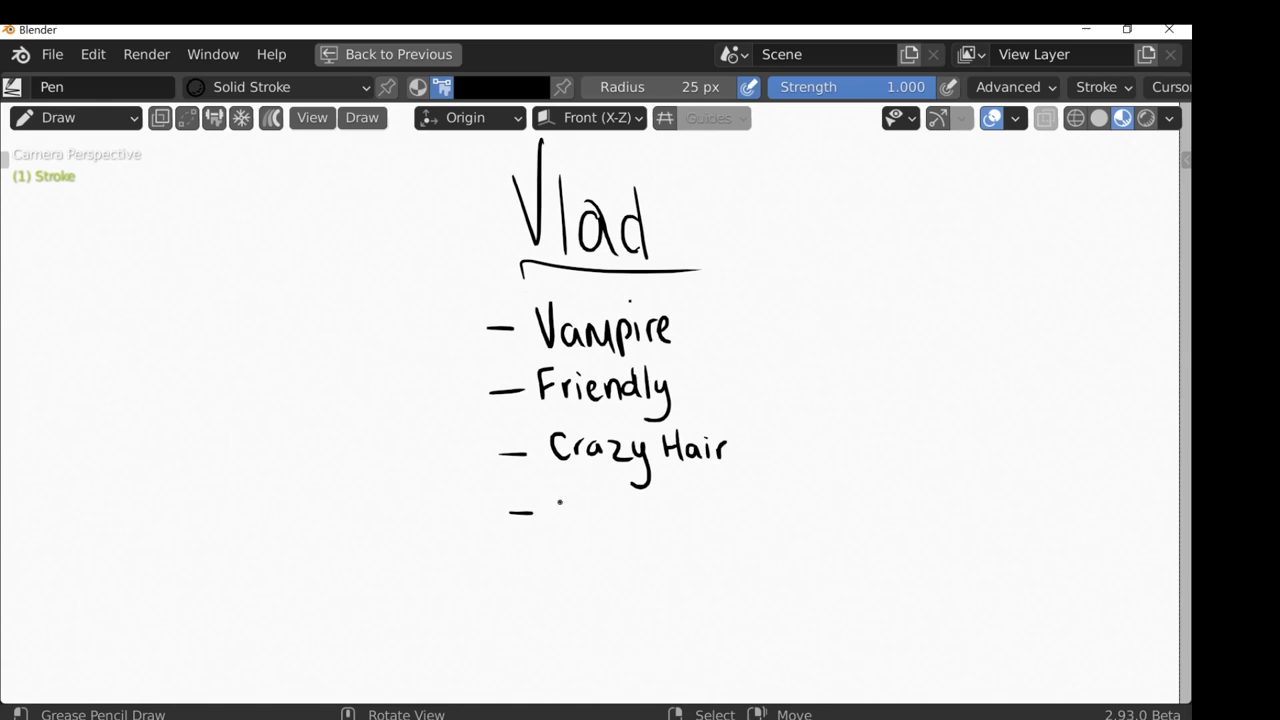 Blender
File Edit Render Window Help Back to Previous Scene View Layer
Pen Solid Stroke Radius 25 px Strength 1.000 Advanced Stroke Curso
Draw View Draw Origin Front (X-Z) Guides
Camera Perspective
(1) Stroke
Vlad
- Vampire
- Friendly
- Crazy Hair
-
Grease Pencil Draw Rotate View Select Move 2.93.0 Beta